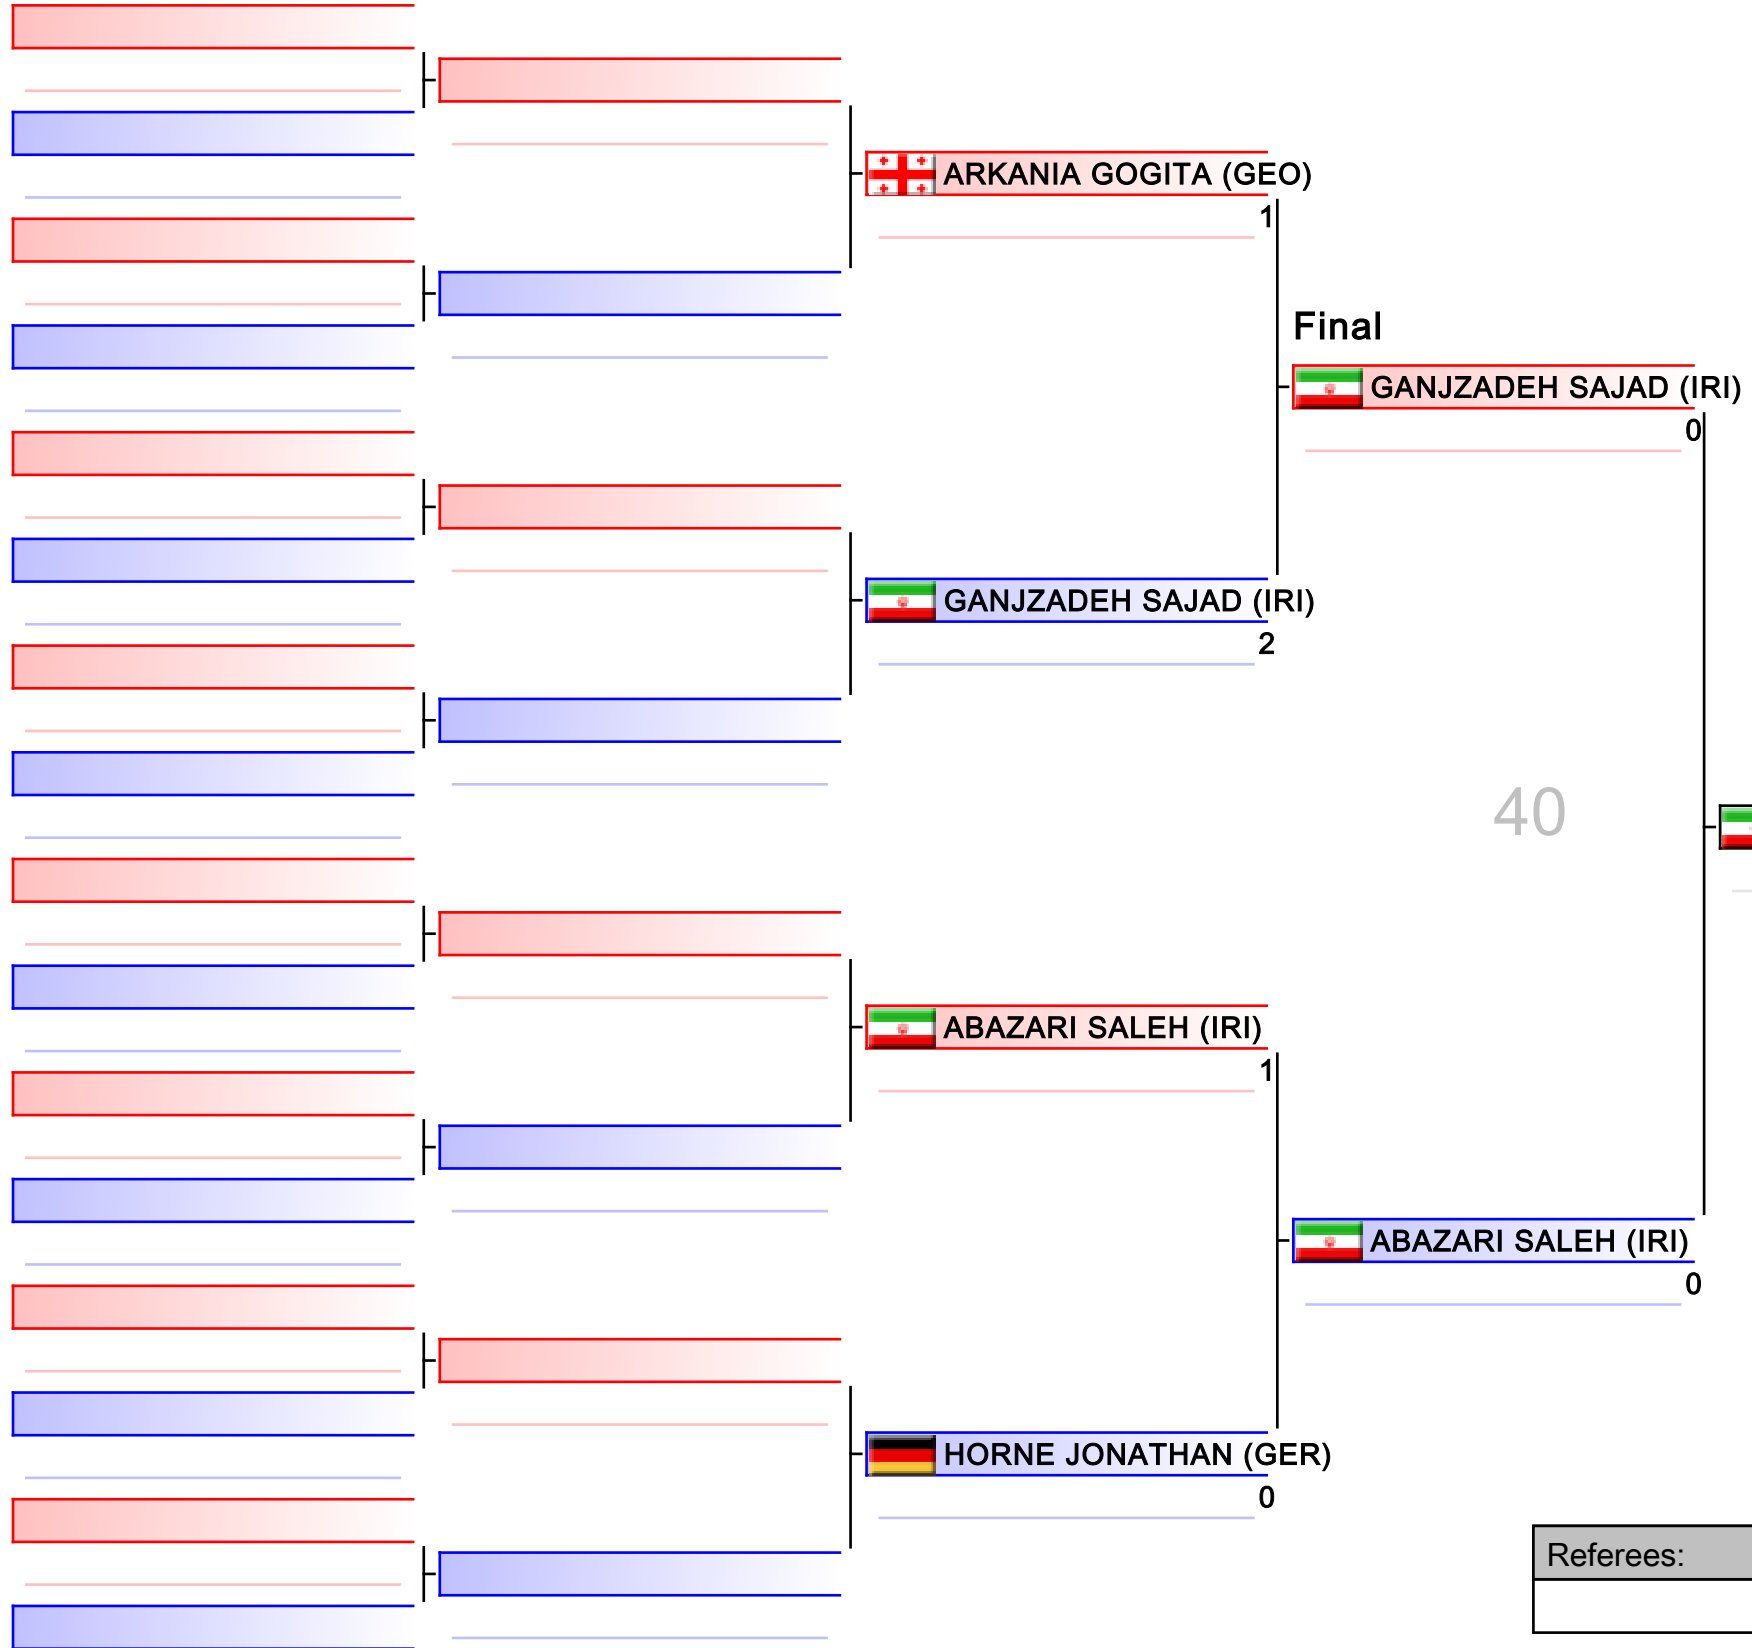 ARKANIA GOGITA (GEO)
1
Final
GANJZADEH SAJAD (IRI)
0
GANJZADEH SAJAD (IRI)
2
40
ABAZARI SALEH (IRI)
1
ABAZARI SALEH (IRI)
0
HORNE JONATHAN (GER)
0
Referees: